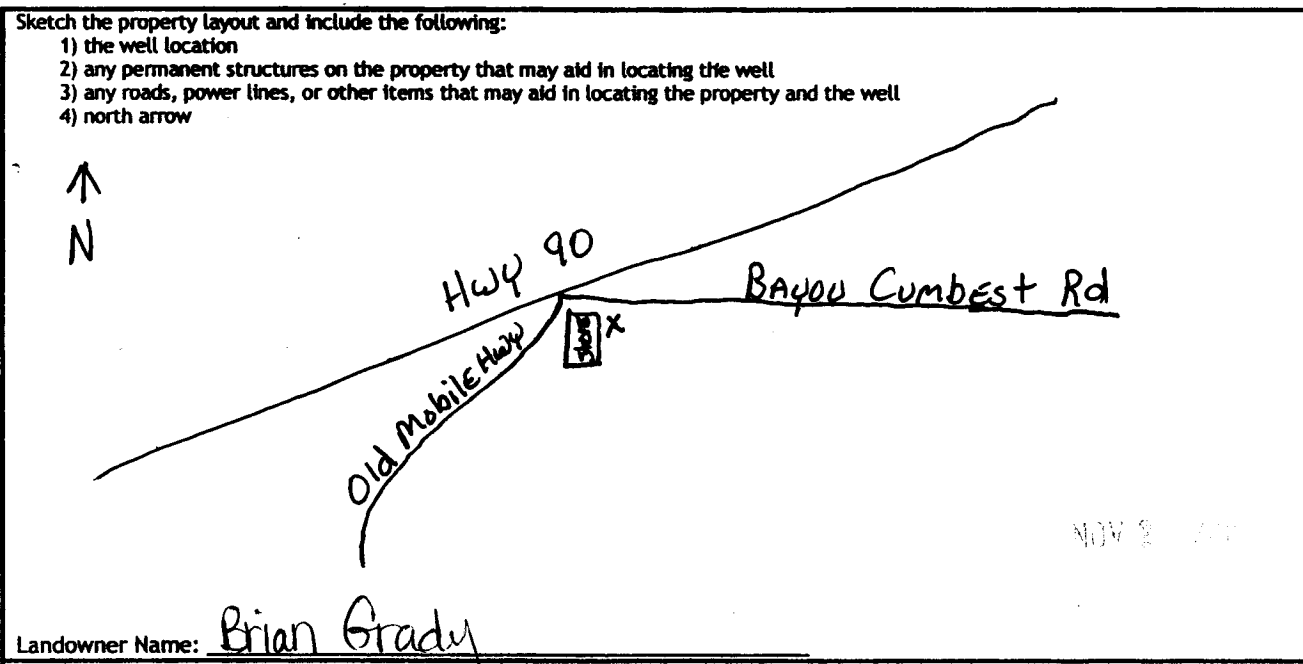 Sketch the property layout and include the following:
1) the well location
2) any permanent structures on the property that may aid in locating the well
3) any roads, power lines, or other items that may aid in locating the property and the well
4) north arrow
N
Hwy 90
Bayou Cumbest Rd
Store X
Old Mobile Hwy
NOV 8
Landowner Name: Brian Grady